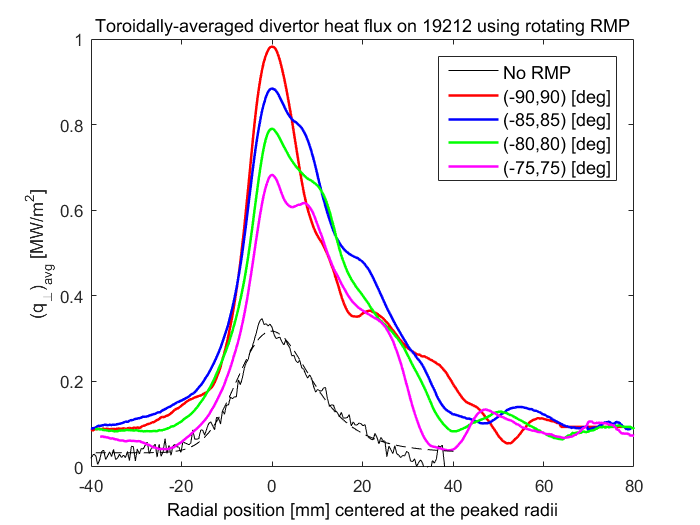 Toroidally-averaged divertor heat flux on 19212 using rotating RMP
(q⊥)avg [MW/m²]
1
0.8
0.6
0.4
0.2
0
No RMP
(-90,90) [deg]
(-85,85) [deg]
(-80,80) [deg]
(-75,75) [deg]
-40 -20 0 20 40 60 80
Radial position [mm] centered at the peaked radii